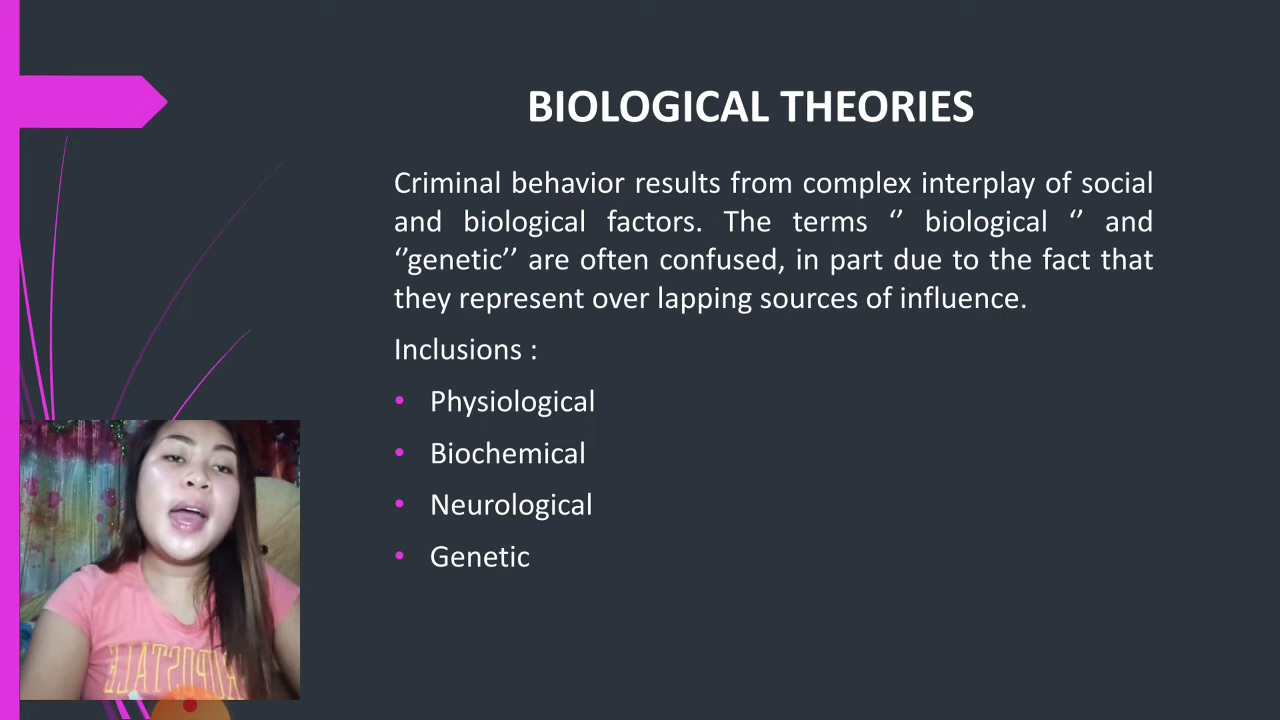 BIOLOGICAL THEORIES
Criminal behavior results from complex interplay of social
and biological factors. The terms ‘’ biological ‘’ and
‘’genetic’’ are often confused, in part due to the fact that
they represent over lapping sources of influence.
Inclusions :
• Physiological
• Biochemical
• Neurological
• Genetic